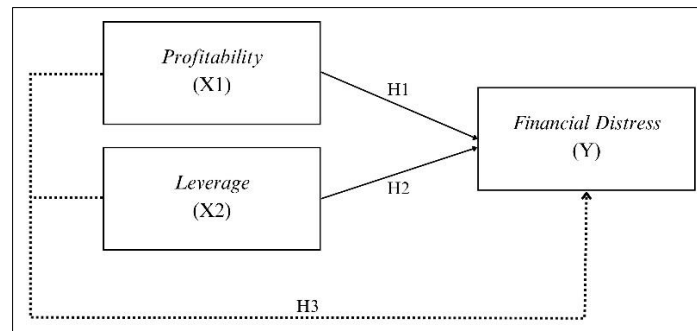 Profitability
(X1)
H1
Financial Distress
(Y)
Leverage
(X2)
H2
H3